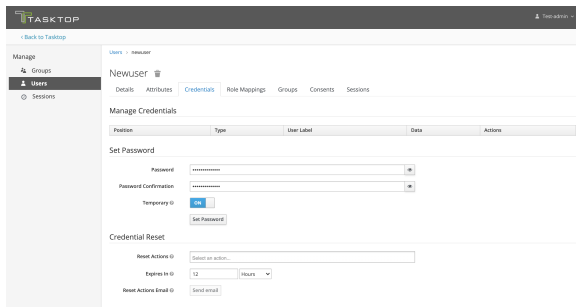 TASKTOP
Test-admin
‹ Back to Tasktop
Manage
Groups
Users
Sessions
Users › newuser
Newuser
Details Attributes Credentials Role Mappings Groups Consents Sessions
Manage Credentials
Position Type User Label Data Actions
Set Password
Password ••••••••••••••
Password Confirmation ••••••••••••••
Temporary ON
Set Password
Credential Reset
Reset Actions Select an action...
Expires In 12 Hours
Reset Actions Email Send email